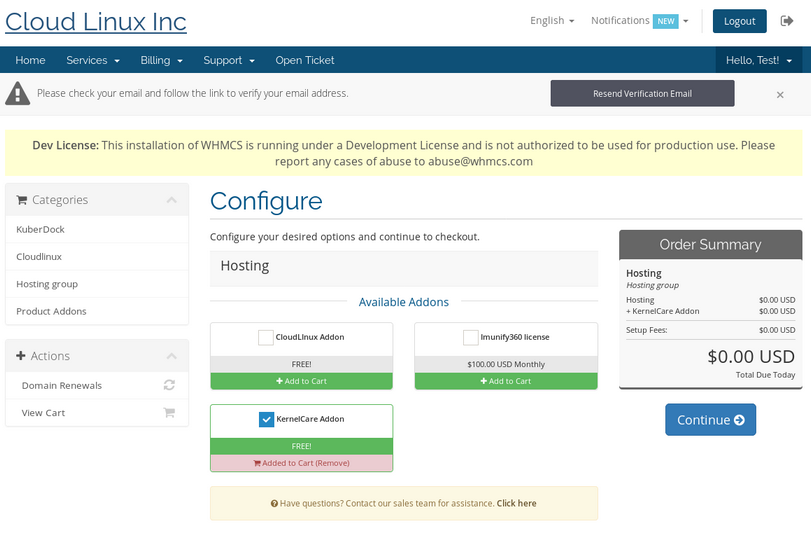 Cloud Linux Inc
English
Notifications NEW
Logout
Home Services Billing Support Open Ticket Hello, Test!
Please check your email and follow the link to verify your email address.
Resend Verification Email
×
Dev License: This installation of WHMCS is running under a Development License and is not authorized to be used for production use. Please
report any cases of abuse to abuse@whmcs.com
Categories
KuberDock
Cloudlinux
Hosting group
Product Addons
Actions
Domain Renewals
View Cart
Configure
Configure your desired options and continue to checkout.
Hosting
Available Addons
CloudLInux Addon
FREE!
Add to Cart
Imunify360 license
$100.00 USD Monthly
Add to Cart
KernelCare Addon
FREE!
Added to Cart (Remove)
Have questions? Contact our sales team for assistance. Click here
Order Summary
Hosting
Hosting group
Hosting $0.00 USD
+ KernelCare Addon $0.00 USD
Setup Fees: $0.00 USD
$0.00 USD
Total Due Today
Continue